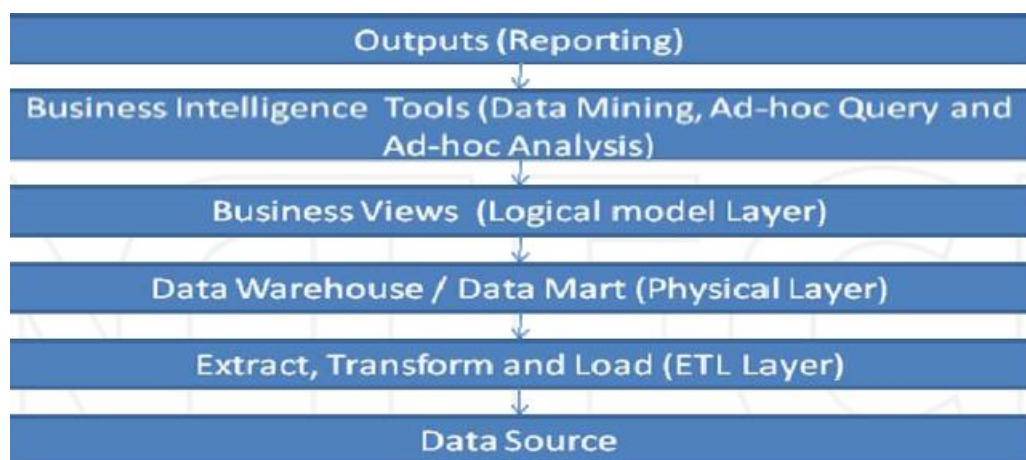 Outputs (Reporting)
Business Intelligence Tools (Data Mining, Ad-hoc Query and
Ad-hoc Analysis)
Business Views (Logical model Layer)
Data Warehouse / Data Mart (Physical Layer)
Extract, Transform and Load (ETL Layer)
Data Source